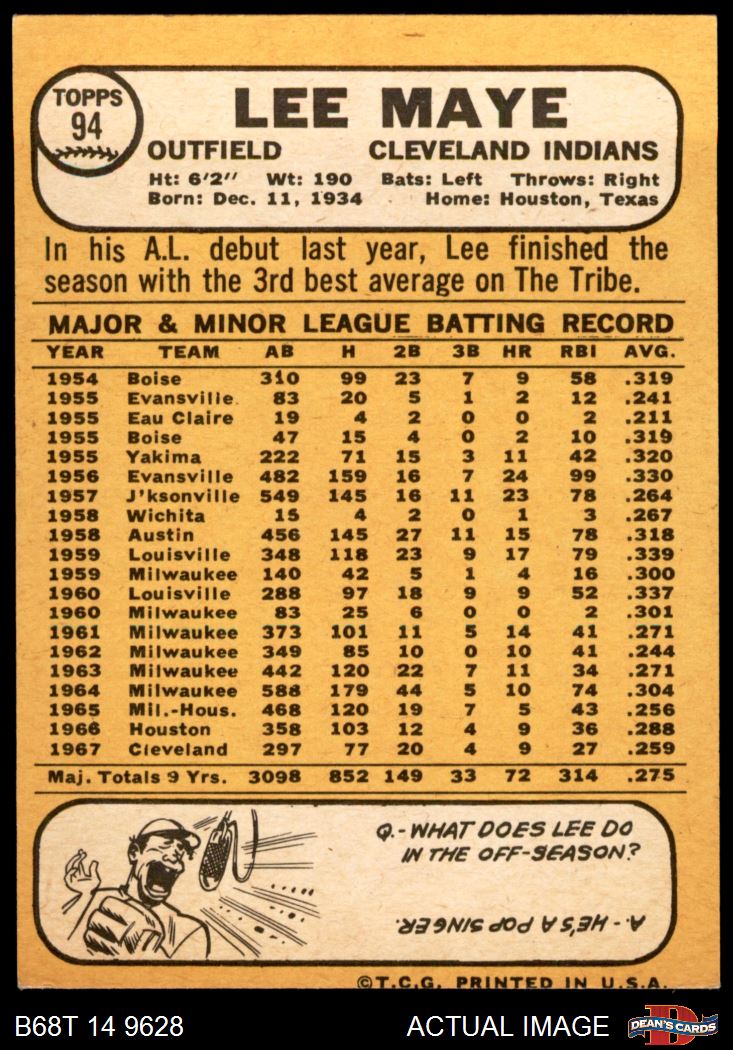 TOPPS
94
LEE MAYE
OUTFIELD CLEVELAND INDIANS
Ht: 6'2" Wt: 190 Bats: Left Throws: Right
Born: Dec. 11, 1934 Home: Houston, Texas
In his A.L. debut last year, Lee finished the
season with the 3rd best average on The Tribe.
MAJOR & MINOR LEAGUE BATTING RECORD
YEAR TEAM AB H 2B 3B HR RBI AVG.
1954 Boise 310 99 23 7 9 58 .319
1955 Evansville 83 20 5 1 2 12 .241
1955 Eau Claire 19 4 2 0 0 2 .211
1955 Boise 47 15 4 0 2 10 .319
1955 Yakima 222 71 15 3 11 42 .320
1956 Evansville 482 159 16 7 24 99 .330
1957 J'ksonville 549 145 16 11 23 78 .264
1958 Wichita 15 4 2 0 1 3 .267
1958 Austin 456 145 27 11 15 78 .318
1959 Louisville 348 118 23 9 17 79 .339
1959 Milwaukee 140 42 5 1 4 16 .300
1960 Louisville 288 97 18 9 9 52 .337
1960 Milwaukee 83 25 6 0 0 2 .301
1961 Milwaukee 373 101 11 5 14 41 .271
1962 Milwaukee 349 85 10 0 10 41 .244
1963 Milwaukee 442 120 22 7 11 34 .271
1964 Milwaukee 588 179 44 5 10 74 .304
1965 Mil.-Hous. 468 120 19 7 5 43 .256
1966 Houston 358 103 12 4 9 36 .288
1967 Cleveland 297 77 20 4 9 27 .259
Maj. Totals 9 Yrs. 3098 852 149 33 72 314 .275
Q.-WHAT DOES LEE DO
IN THE OFF-SEASON?
A.-HE'S A POP SINGER.
©T.C.G. PRINTED IN U.S.A.
B68T 14 9628 ACTUAL IMAGE
D
DEAN'S CARDS